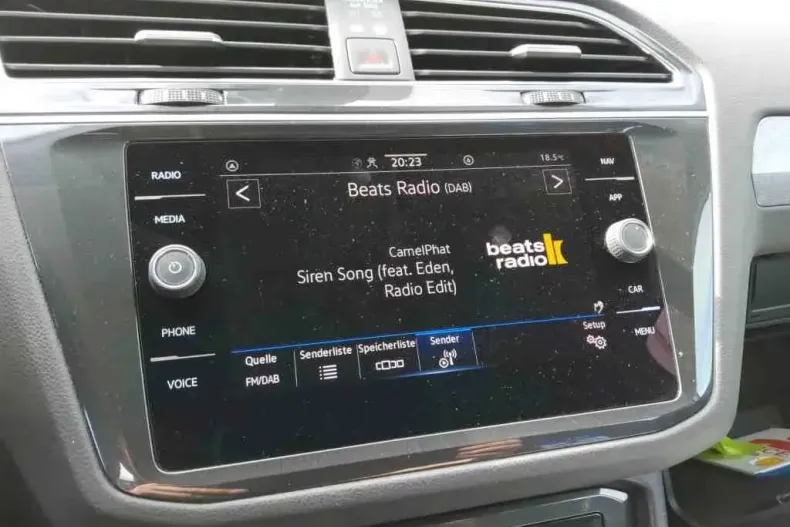 20:23
18.5°C
RADIO
MEDIA
PHONE
VOICE
<
Beats Radio (DAB)
>
CamelPhat
Siren Song (feat. Eden,
Radio Edit)
beats
radio
Quelle
FM/DAB
Senderliste
Speicherliste
Sender
Setup
NAV
APP
CAR
MENU